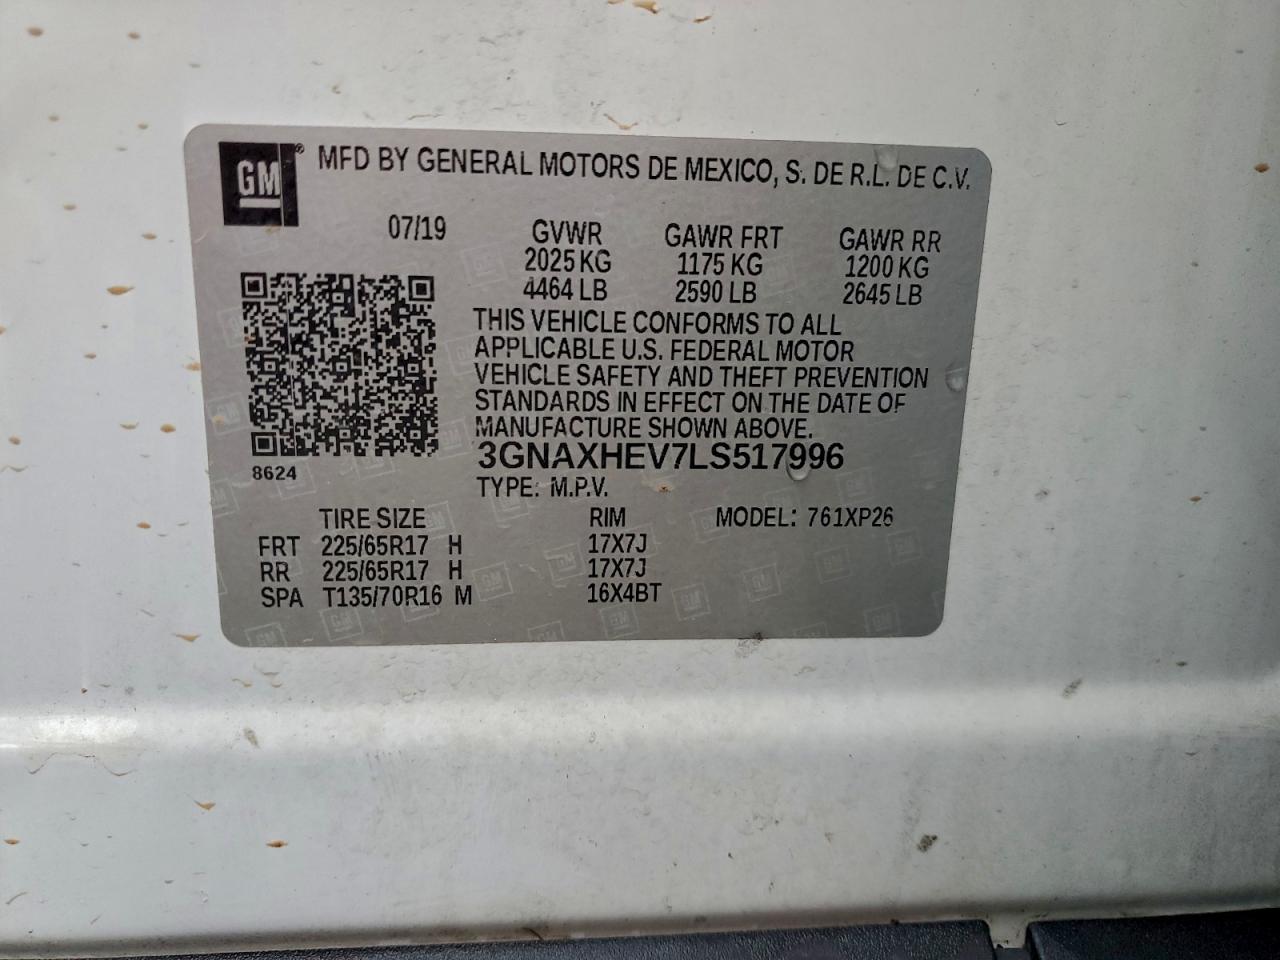 GM® MFD BY GENERAL MOTORS DE MEXICO, S. DE R.L. DE C.V.
07/19 GVWR GAWR FRT GAWR RR
2025 KG 1175 KG 1200 KG
4464 LB 2590 LB 2645 LB
THIS VEHICLE CONFORMS TO ALL
APPLICABLE U.S. FEDERAL MOTOR
VEHICLE SAFETY AND THEFT PREVENTION
STANDARDS IN EFFECT ON THE DATE OF
MANUFACTURE SHOWN ABOVE.
3GNAXHEV7LS517996
8624
TYPE: M.P.V.
TIRE SIZE RIM MODEL: 761XP26
FRT 225/65R17 H 17X7J
RR 225/65R17 H 17X7J
SPA T135/70R16 M 16X4BT